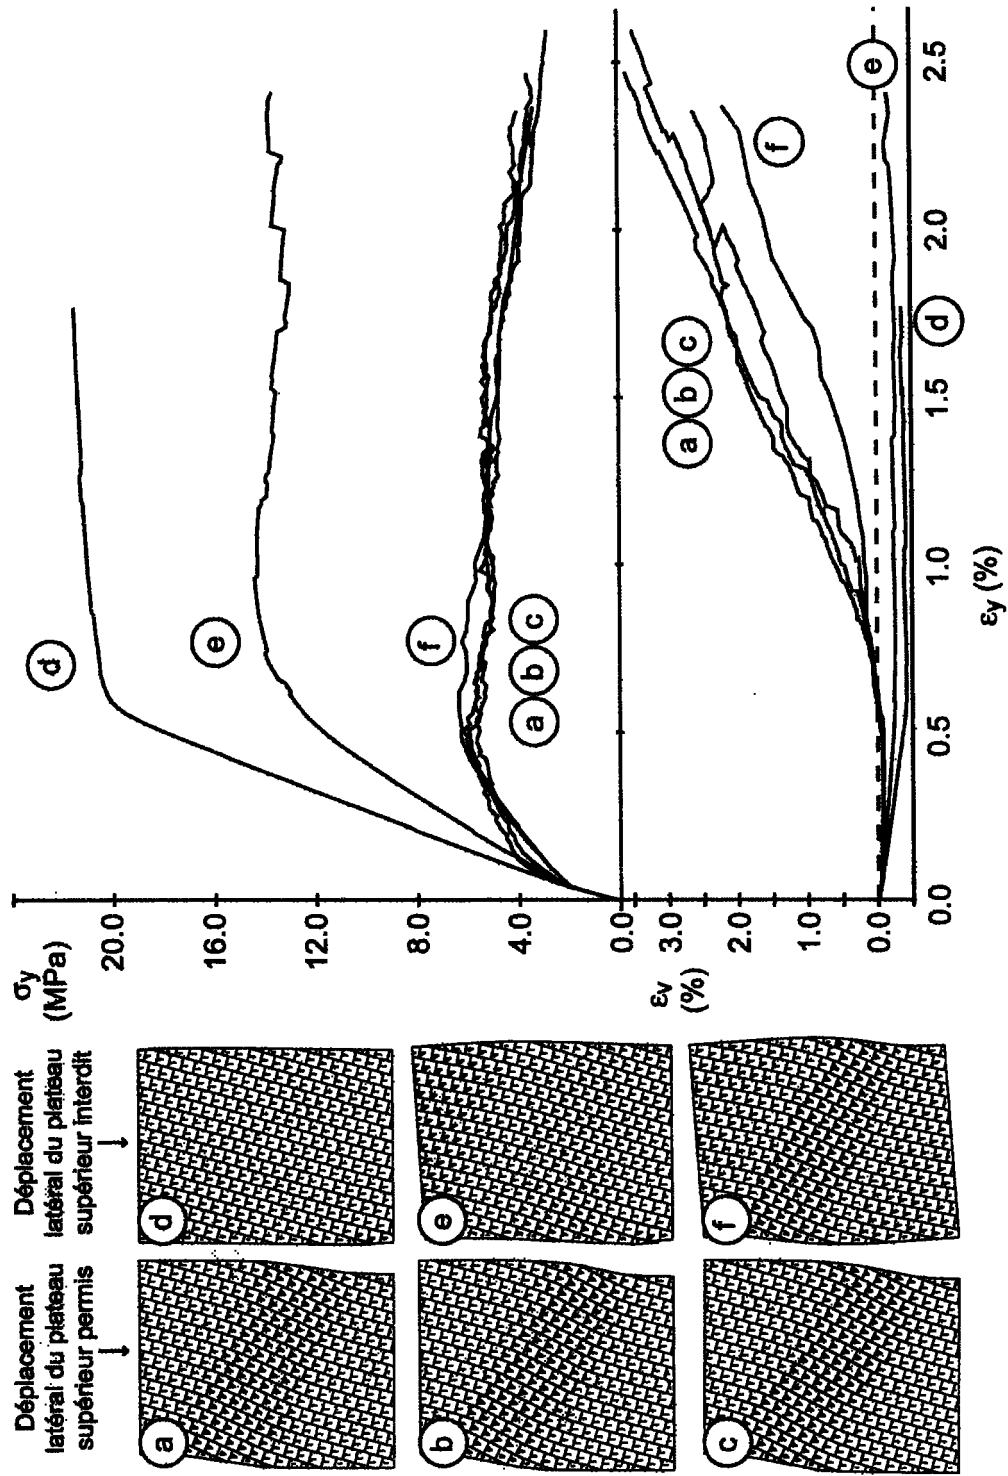 Déplacement
latéral du plateau
supérieur permis
Déplacement
latéral du plateau
supérieur interdit
a
b
c
d
e
f
σy
(MPa)
20.0
16.0
12.0
8.0
4.0
0.0
d
e
f
a b c
εv
(%)
3.0
2.0
1.0
0.0
a b c
f
e
d
0.0 0.5 1.0 1.5 2.0 2.5
εy (%)